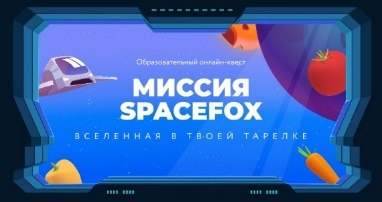 Образовательный онлайн-квест
МИССИЯ
SPACEFOX
ВСЕЛЕННАЯ В ТВОЕЙ ТАРЕЛКЕ